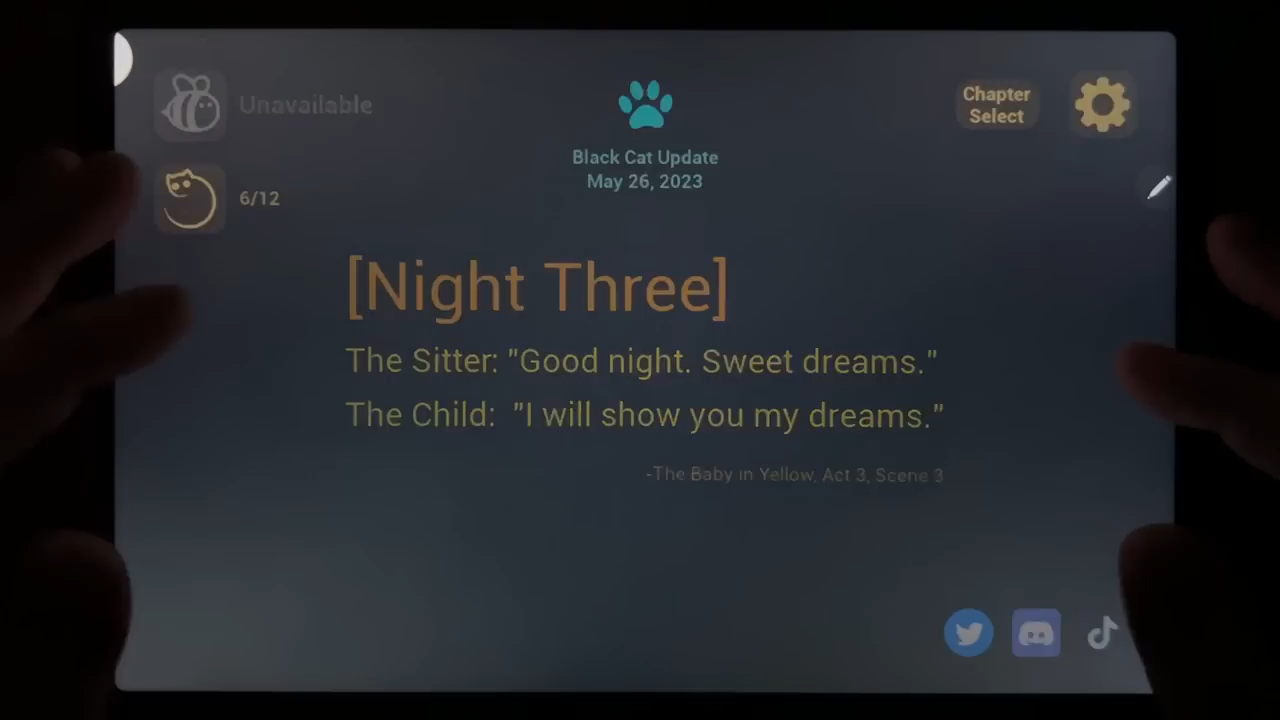 Unavailable
6/12
Black Cat Update
May 26, 2023
Chapter
Select
[Night Three]
The Sitter: "Good night. Sweet dreams."
The Child: "I will show you my dreams."
-The Baby in Yellow, Act 3, Scene 3